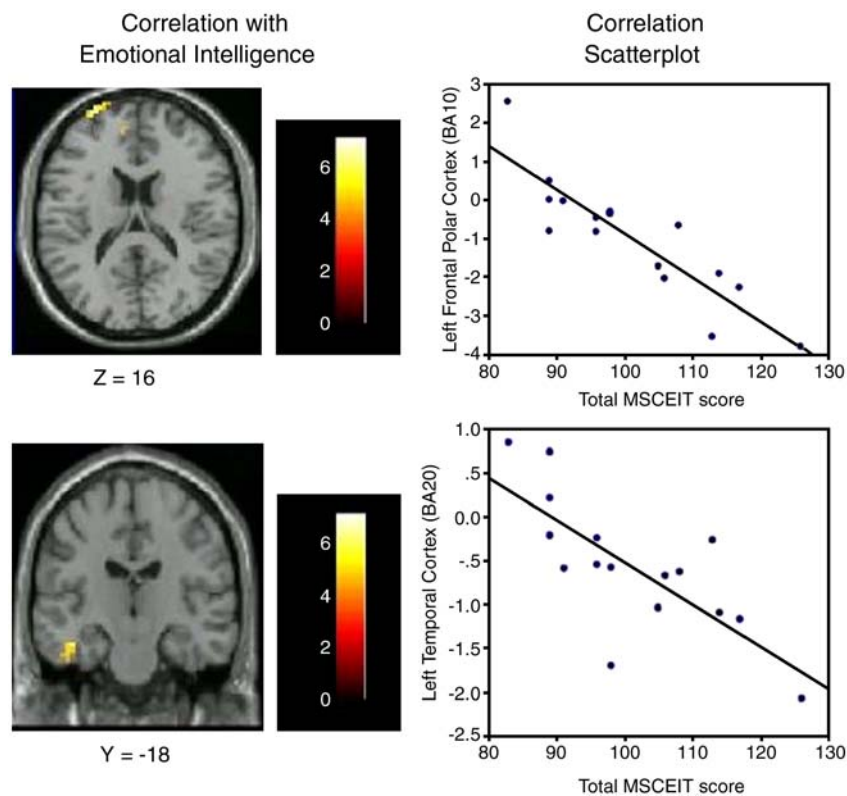 Correlation with
Emotional Intelligence
Correlation
Scatterplot
6
4
2
0
Z = 16
Left Frontal Polar Cortex (BA10)
3
2
1
0
-1
-2
-3
-4
80 90 100 110 120 130
Total MSCEIT score
6
4
2
0
Y = -18
Left Temporal Cortex (BA20)
1.0
.5
0.0
-.5
-1.0
-1.5
-2.0
-2.5
80 90 100 110 120 130
Total MSCEIT score